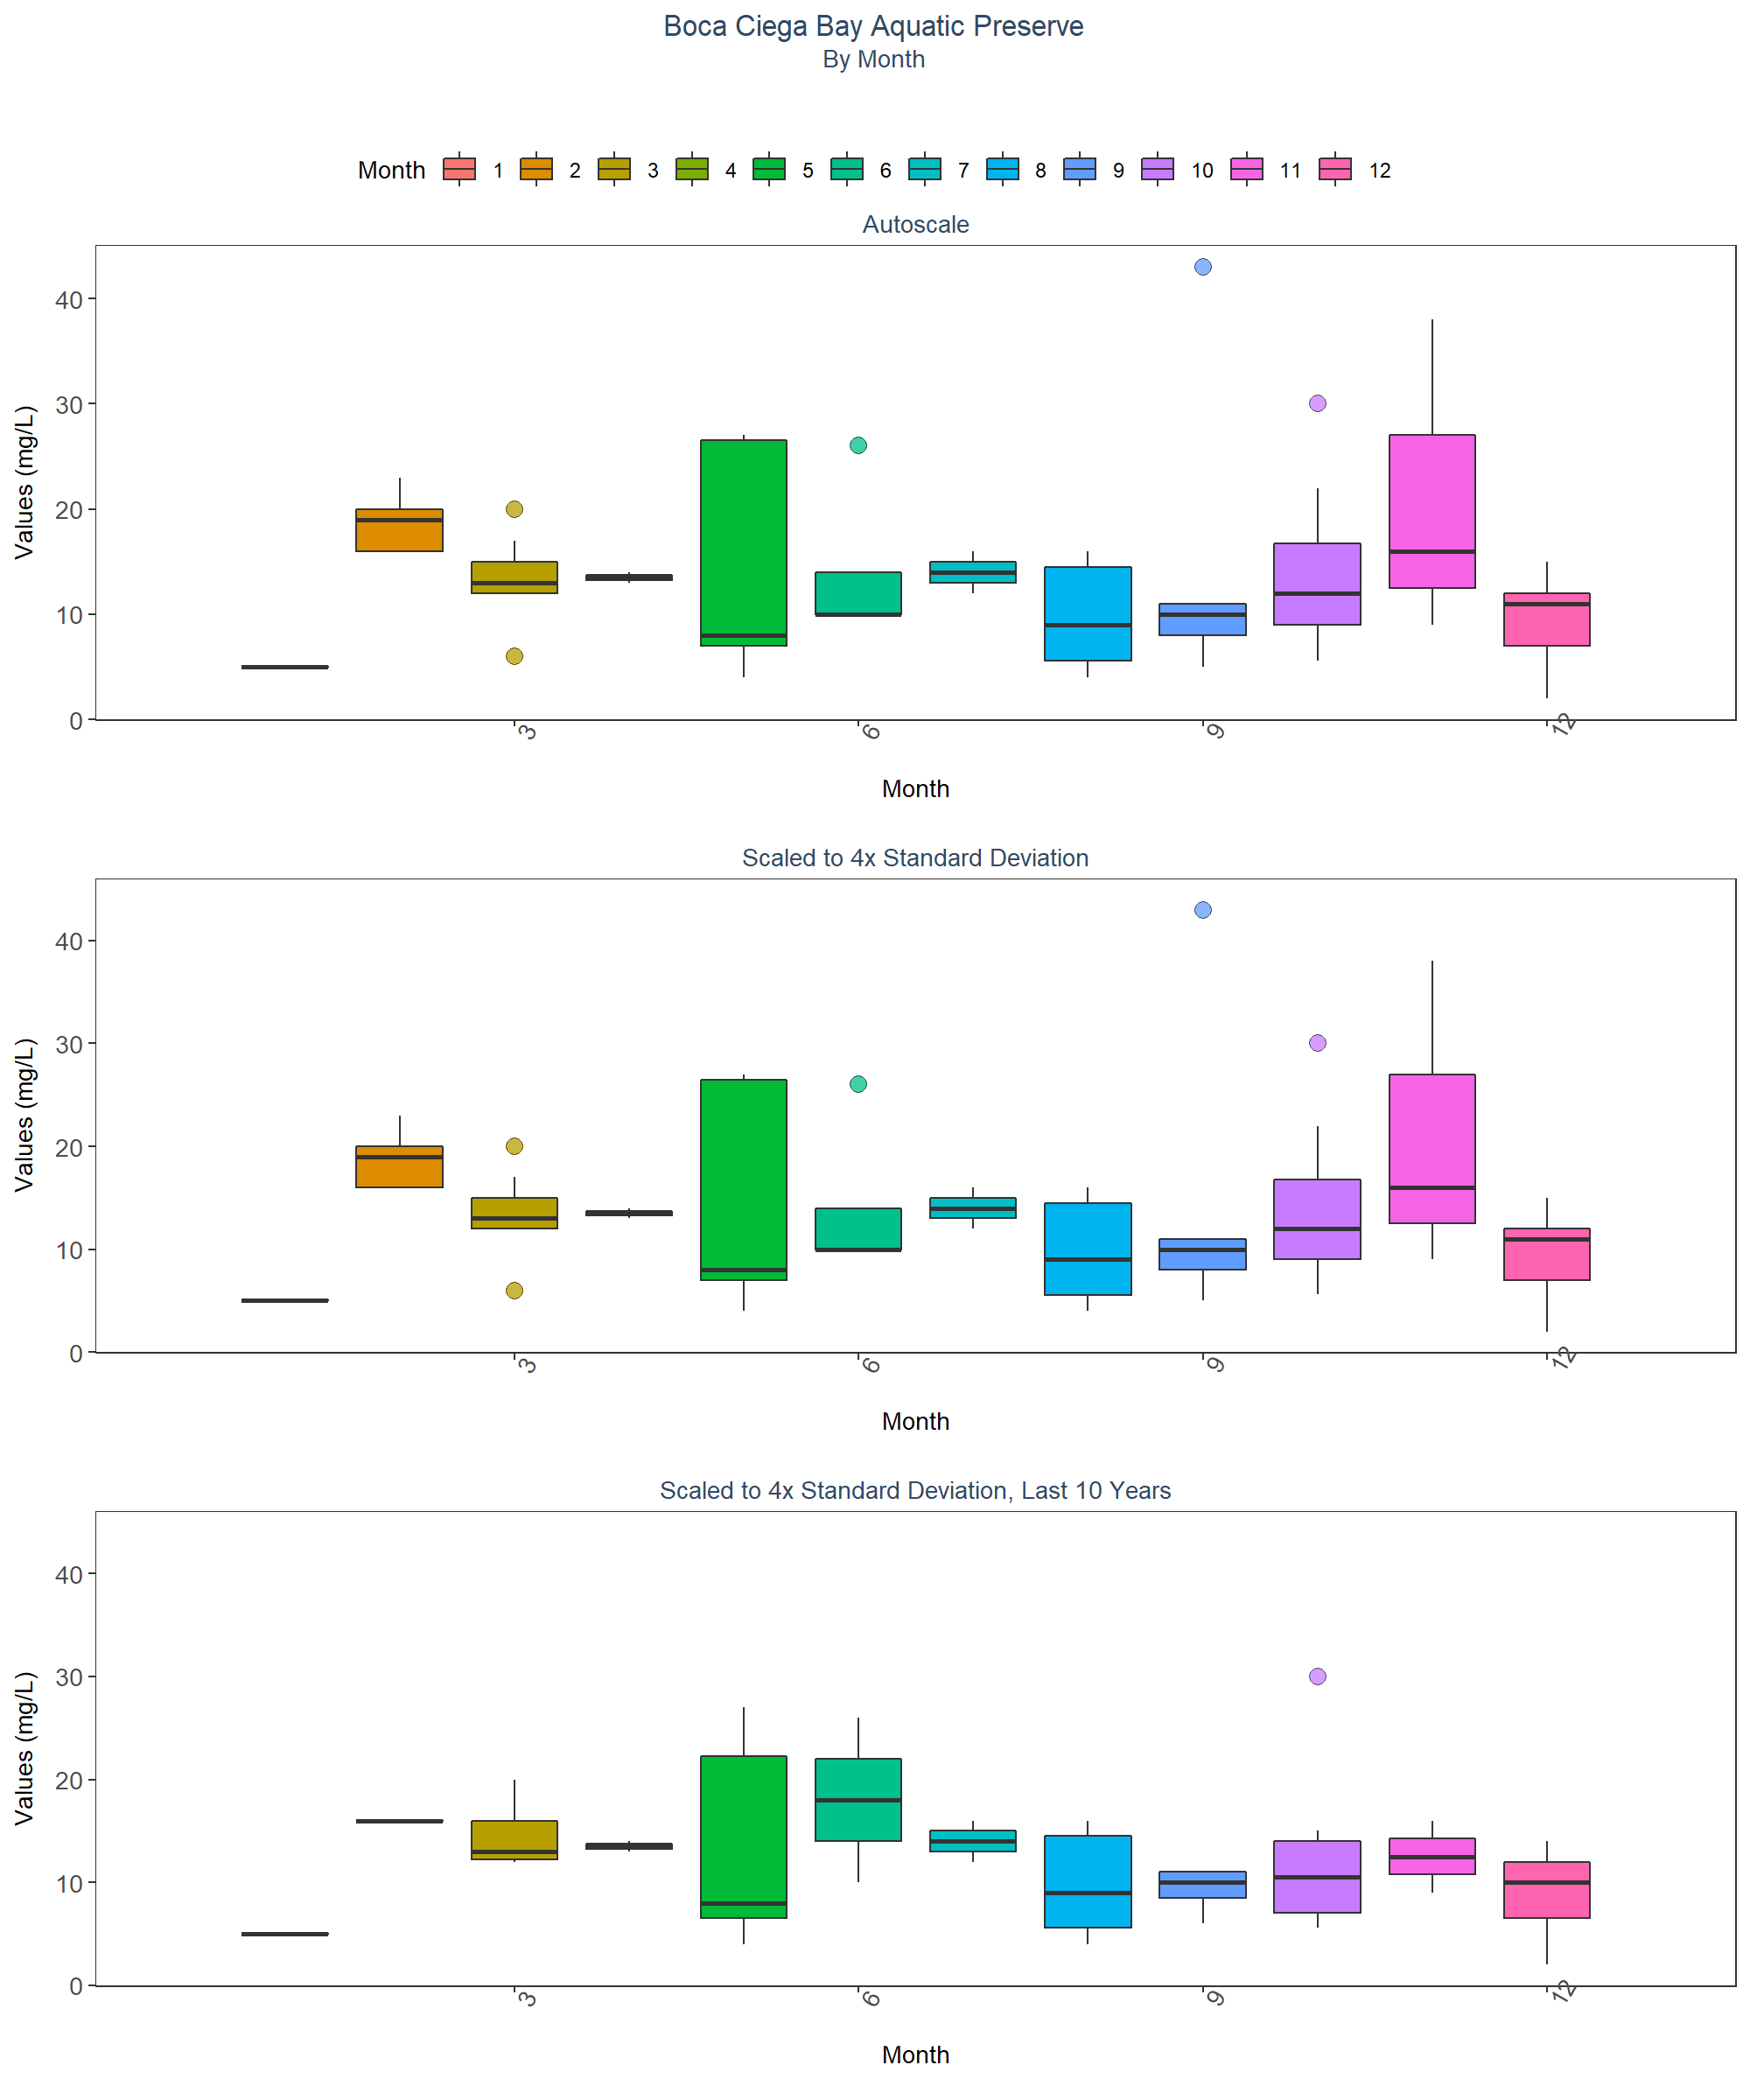 Boca Ciega Bay Aquatic Preserve
By Month
Month 1 2 3 4 5 6 7 8 9 10 11 12
Autoscale
Values (mg/L)
40
30
20
10
0
3 6 9 12
Month
Scaled to 4x Standard Deviation
Values (mg/L)
40
30
20
10
0
3 6 9 12
Month
Scaled to 4x Standard Deviation, Last 10 Years
Values (mg/L)
40
30
20
10
0
3 6 9 12
Month